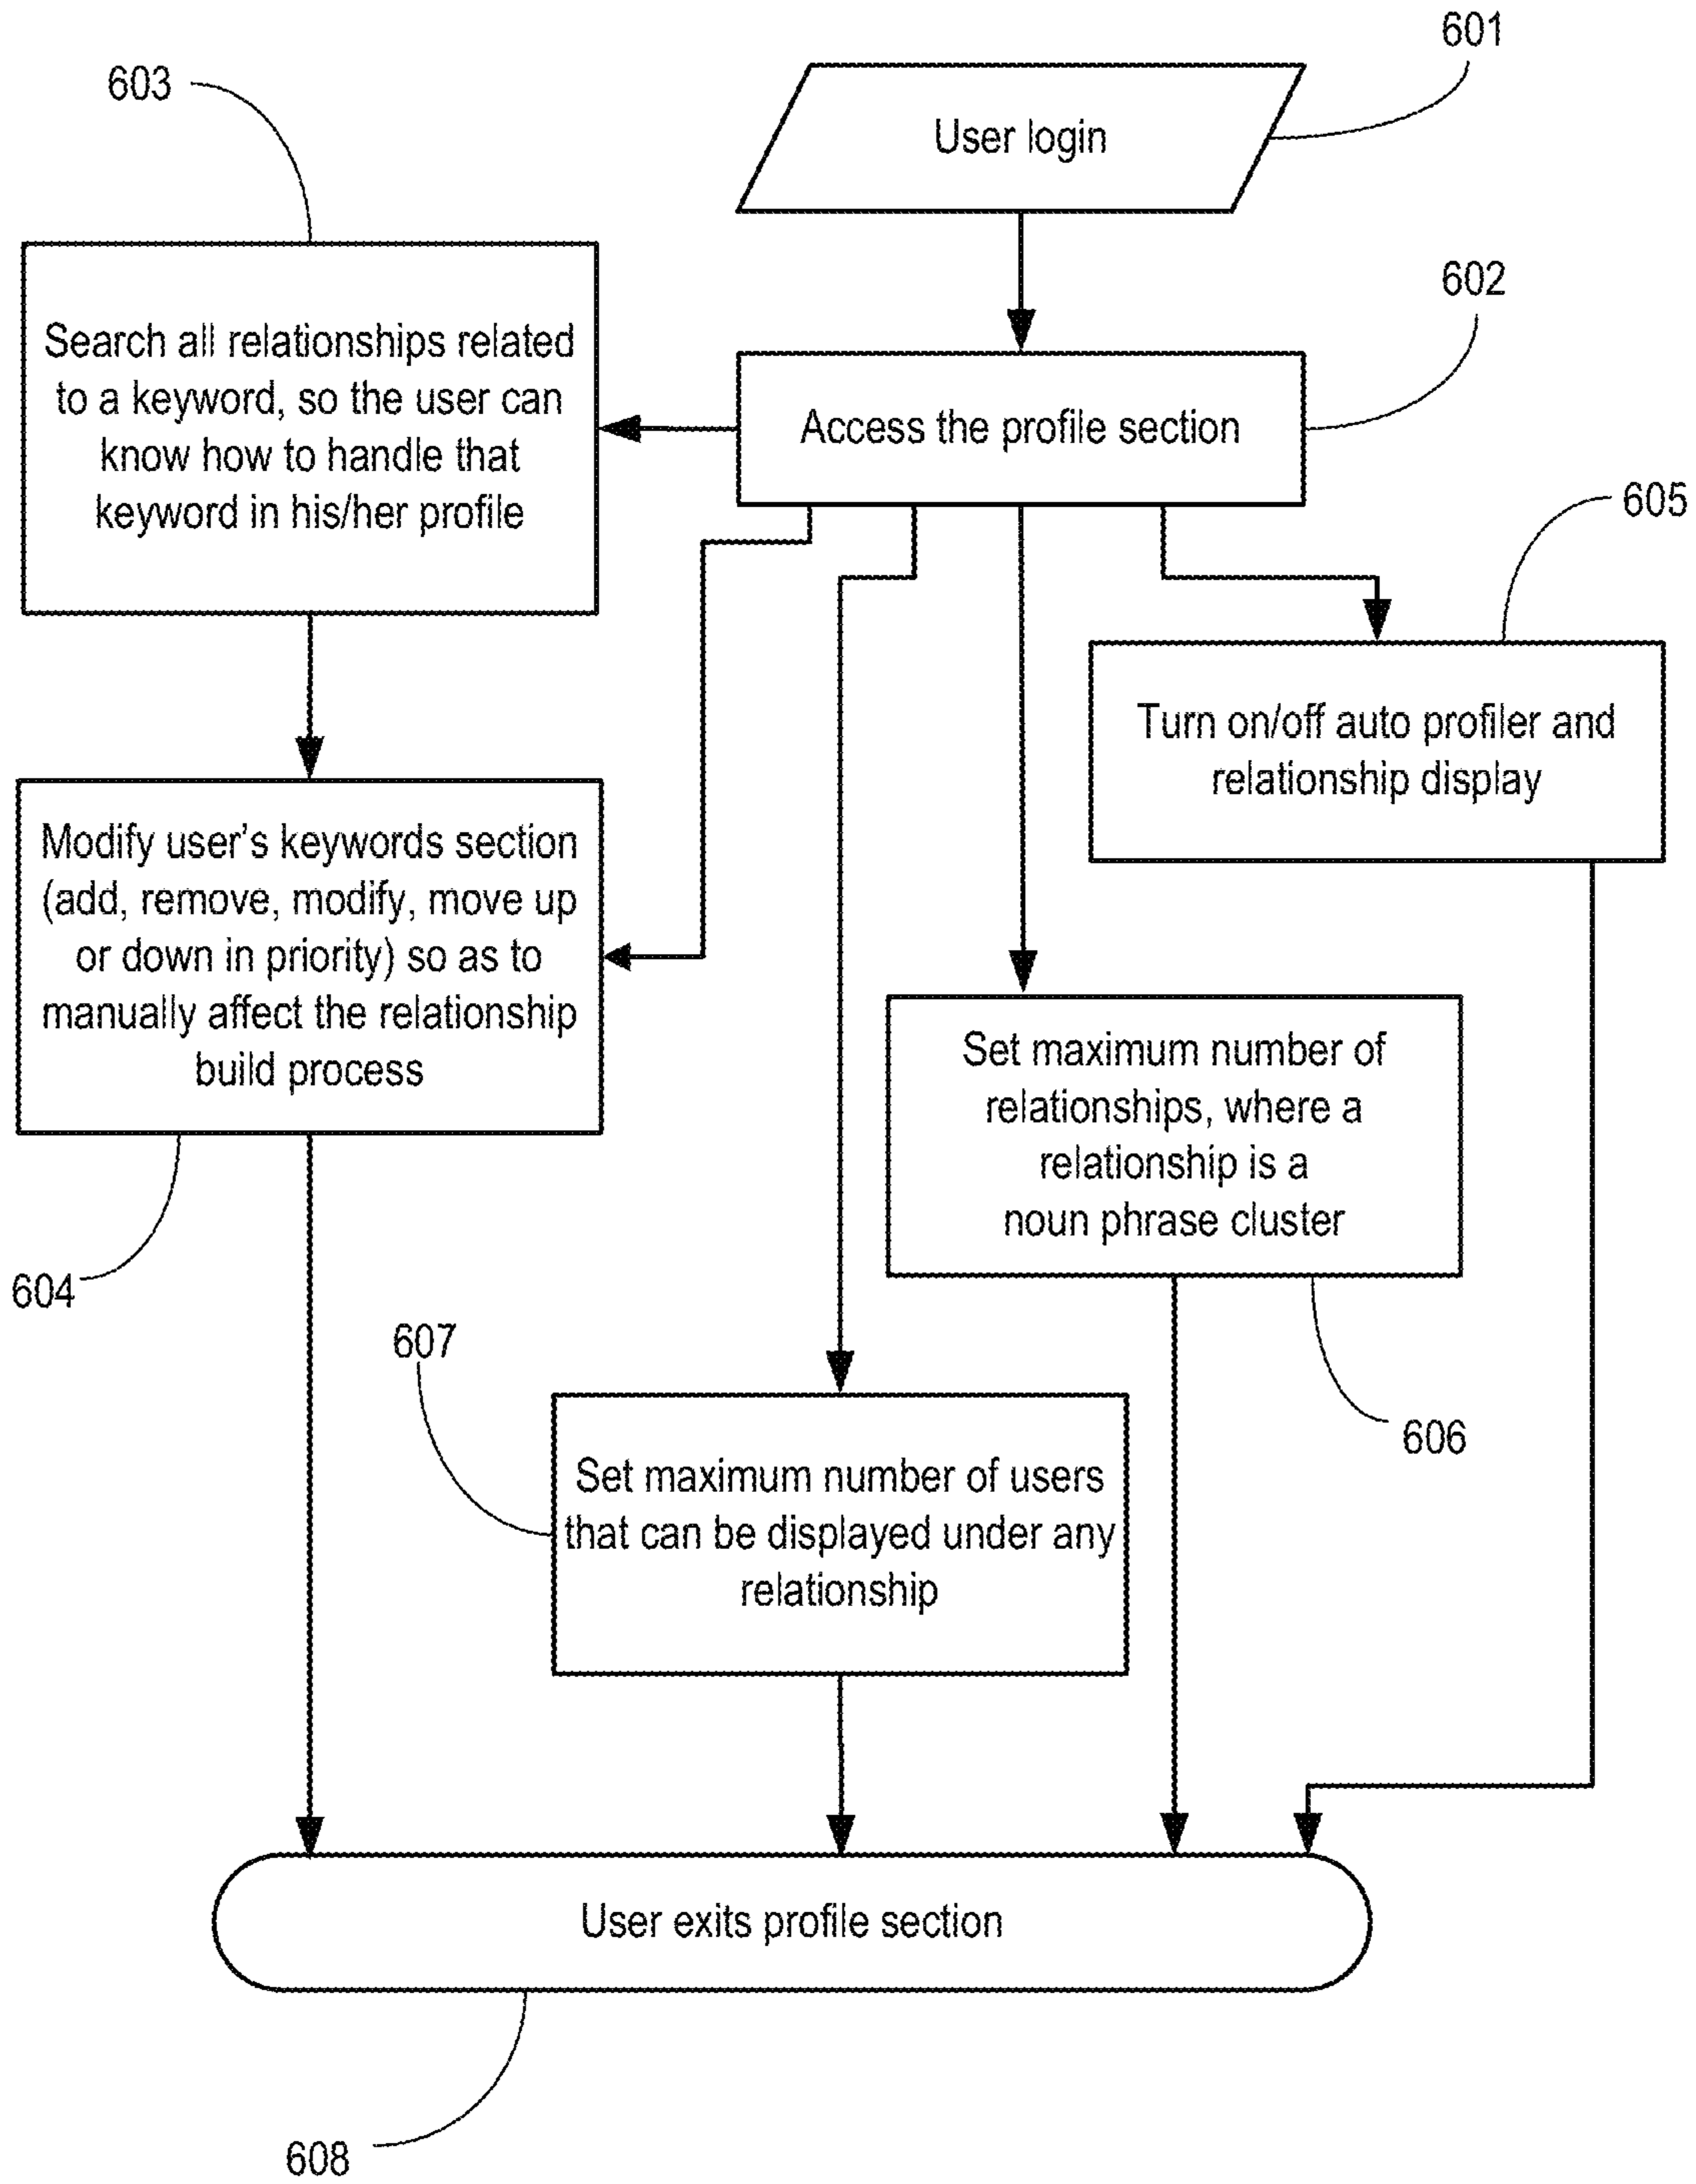 601
User login
603
602
Access the profile section
Search all relationships related
to a keyword, so the user can
know how to handle that
keyword in his/her profile
605
Turn on/off auto profiler and
relationship display
Modify user's keywords section
(add, remove, modify, move up
or down in priority) so as to
manually affect the relationship
build process
604
Set maximum number of
relationships, where a
relationship is a
noun phrase cluster
606
607
Set maximum number of users
that can be displayed under any
relationship
User exits profile section
608